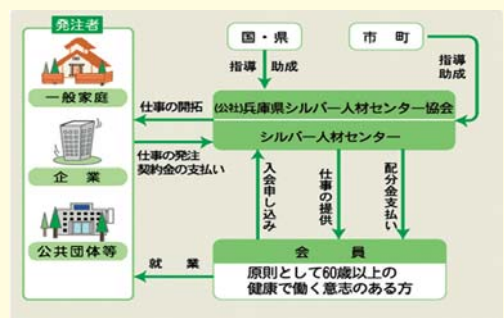 発注者
一般家庭
企業
公共団体等
国・県
市町
指導 助成
指導
助成
仕事の開拓
(公社)兵庫県シルバー人材センター協会
シルバー人材センター
仕事の発注
契約金の支払い
入会申し込み
仕事の提供
配分金支払い
就業
会員
原則として60歳以上の
健康で働く意志のある方